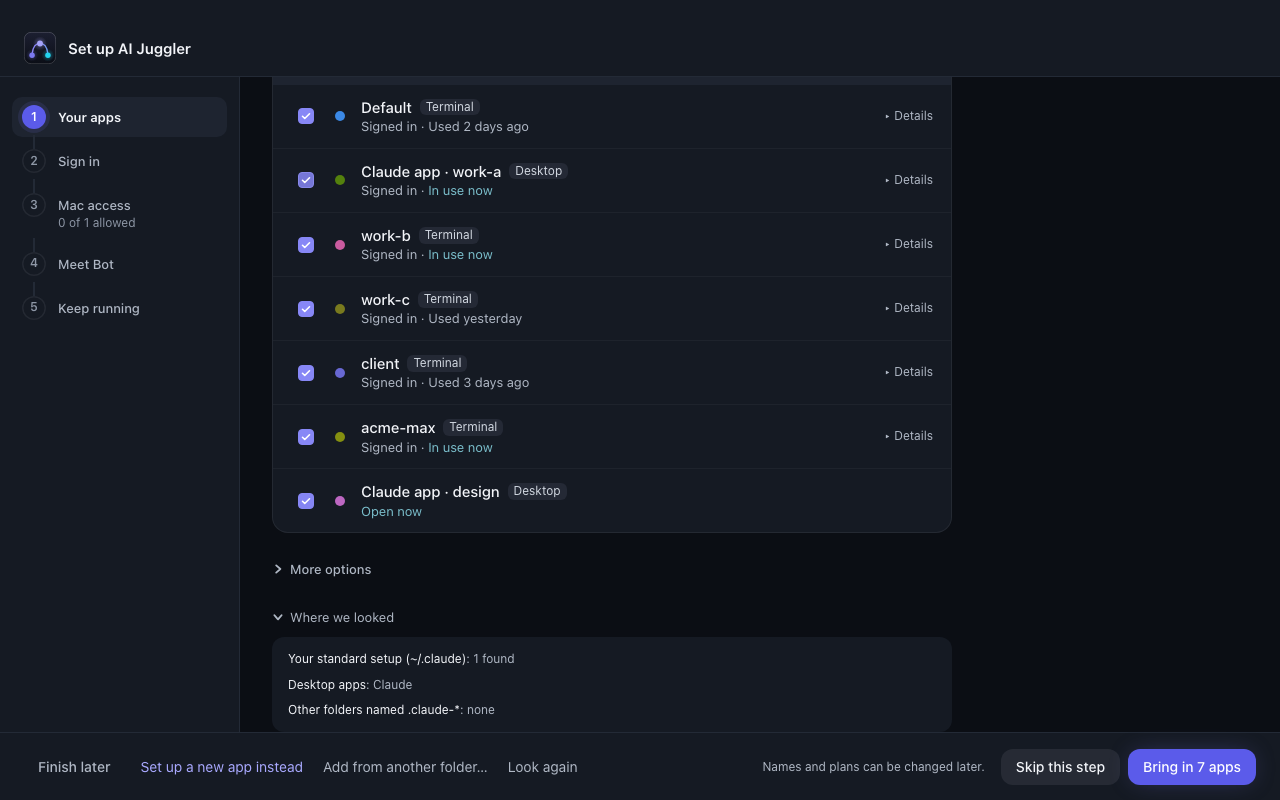 Set up AI Juggler
1 Your apps
2 Sign in
3 Mac access
0 of 1 allowed
4 Meet Bot
5 Keep running
Default Terminal
Signed in · Used 2 days ago
Details
Claude app · work-a Desktop
Signed in · In use now
Details
work-b Terminal
Signed in · In use now
Details
work-c Terminal
Signed in · Used yesterday
Details
client Terminal
Signed in · Used 3 days ago
Details
acme-max Terminal
Signed in · In use now
Details
Claude app · design Desktop
Open now
More options
Where we looked
Your standard setup (~/.claude): 1 found
Desktop apps: Claude
Other folders named .claude-*: none
Finish later Set up a new app instead Add from another folder... Look again Names and plans can be changed later. Skip this step Bring in 7 apps